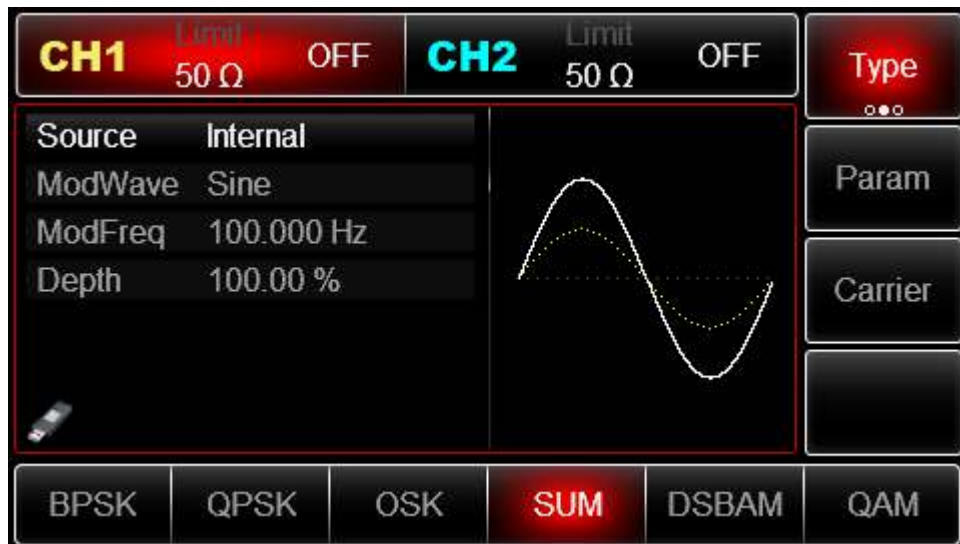 CH1 Limit 50 Ω OFF CH2 Limit 50 Ω OFF Type
Source Internal
ModWave Sine
ModFreq 100.000 Hz
Depth 100.00 %
Param
Carrier
BPSK QPSK OSK SUM DSBAM QAM